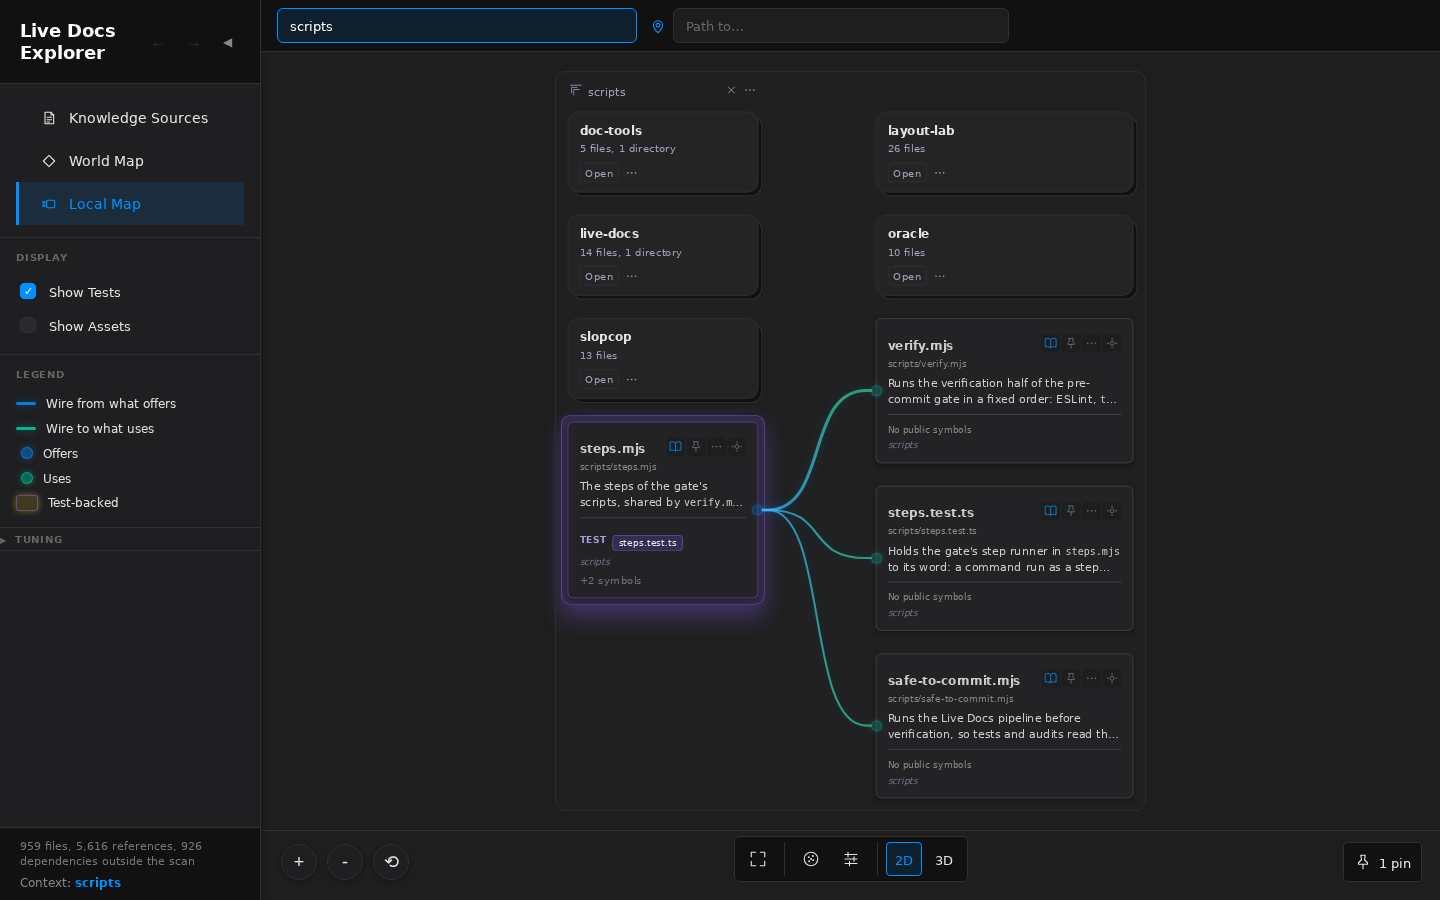 Live Docs
Explorer
Knowledge Sources
World Map
Local Map
DISPLAY
Show Tests
Show Assets
LEGEND
Wire from what offers
Wire to what uses
Offers
Uses
Test-backed
TUNING
959 files, 5,616 references, 926
dependencies outside the scan
Context: scripts
scripts
Path to...
scripts
doc-tools
5 files, 1 directory
Open
layout-lab
26 files
Open
live-docs
14 files, 1 directory
Open
oracle
10 files
Open
slopcop
13 files
Open
verify.mjs
scripts/verify.mjs
Runs the verification half of the pre-
commit gate in a fixed order: ESLint, t...
No public symbols
scripts
steps.mjs
scripts/steps.mjs
The steps of the gate's
scripts, shared by verify.m...
TEST steps.test.ts
scripts
+2 symbols
steps.test.ts
scripts/steps.test.ts
Holds the gate's step runner in steps.mjs
to its word: a command run as a step...
No public symbols
scripts
safe-to-commit.mjs
scripts/safe-to-commit.mjs
Runs the Live Docs pipeline before
verification, so tests and audits read th...
No public symbols
scripts
2D
3D
1 pin